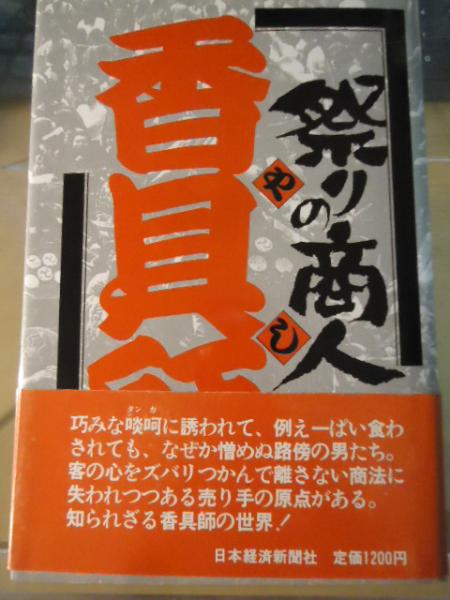 祭りの商人
香具師
やし
タンカ
巧みな啖呵に誘われて、例え一ぱい食わ
されても、なぜか憎めぬ路傍の男たち。
客の心をズバリつかんで離さない商法に
失われつつある売り手の原点がある。
知られざる香具師の世界!
日本経済新聞社 定価1200円